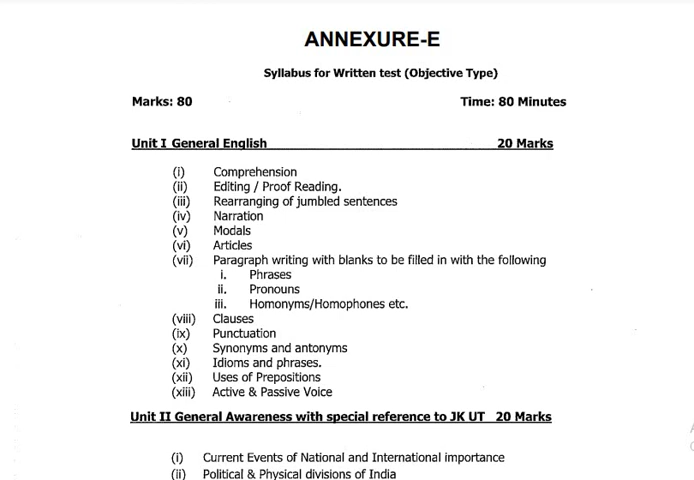 ANNEXURE-E
Syllabus for Written test (Objective Type)
Marks: 80 Time: 80 Minutes
Unit I General English 20 Marks
(i) Comprehension
(ii) Editing / Proof Reading.
(iii) Rearranging of jumbled sentences
(iv) Narration
(v) Modals
(vi) Articles
(vii) Paragraph writing with blanks to be filled in with the following
i. Phrases
ii. Pronouns
iii. Homonyms/Homophones etc.
(viii) Clauses
(ix) Punctuation
(x) Synonyms and antonyms
(xi) Idioms and phrases.
(xii) Uses of Prepositions
(xiii) Active & Passive Voice
Unit II General Awareness with special reference to JK UT 20 Marks
(i) Current Events of National and International importance
(ii) Political & Physical divisions of India